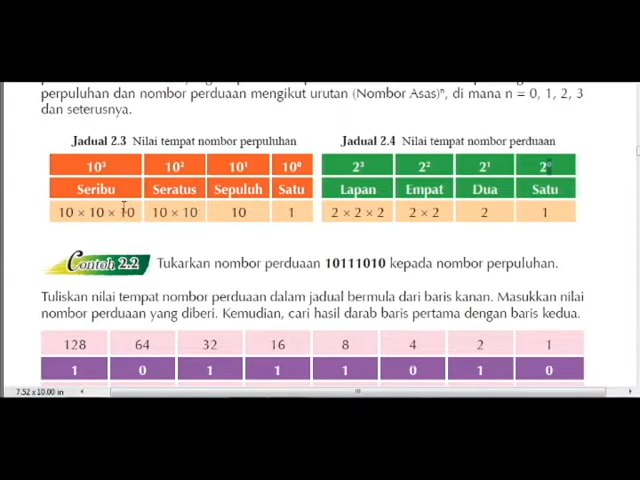 perpuluhan dan nombor perduaan mengikut urutan (Nombor Asas)ⁿ, di mana n = 0, 1, 2, 3
dan seterusnya.
Jadual 2.3 Nilai tempat nombor perpuluhan
10³ 10² 10¹ 10⁰
Seribu Seratus Sepuluh Satu
10 × 10 × 10 10 × 10 10 1
Jadual 2.4 Nilai tempat nombor perduaan
2³ 2² 2¹ 2⁰
Lapan Empat Dua Satu
2 × 2 × 2 2 × 2 2 1
Contoh 2.2 Tukarkan nombor perduaan 10111010 kepada nombor perpuluhan.
Tuliskan nilai tempat nombor perduaan dalam jadual bermula dari baris kanan. Masukkan nilai
nombor perduaan yang diberi. Kemudian, cari hasil darab baris pertama dengan baris kedua.
128 64 32 16 8 4 2 1
1 0 1 1 1 0 1 0
7.52 x 10.00 in